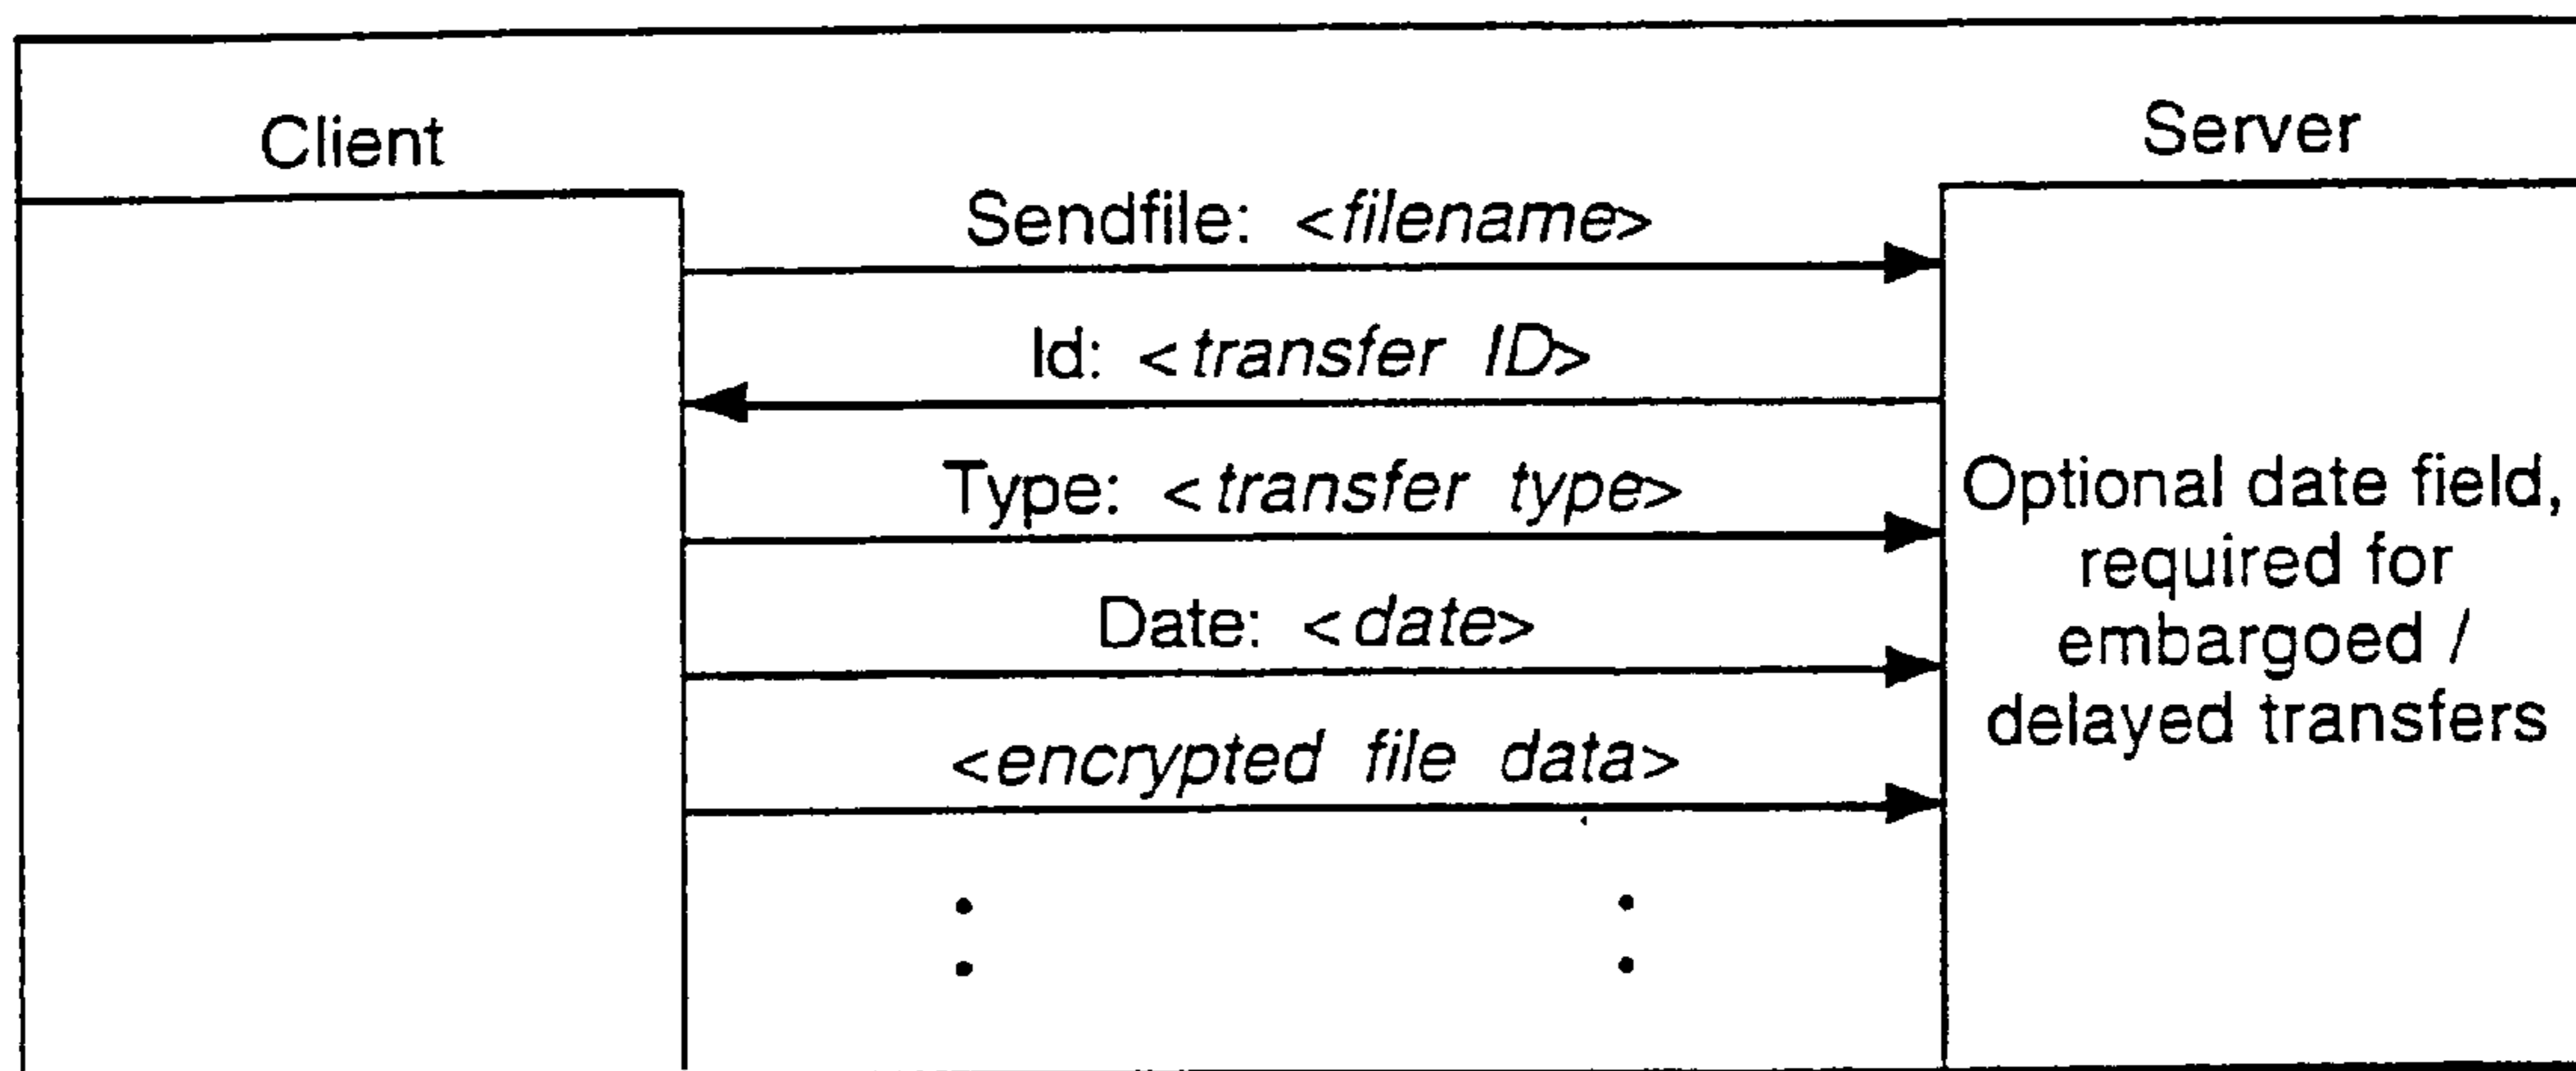 Client
Server
Sendfile: <filename>
Id: <transfer ID>
Type: <transfer type>
Date: <date>
<encrypted file data>
Optional date field,
required for
embargoed /
delayed transfers